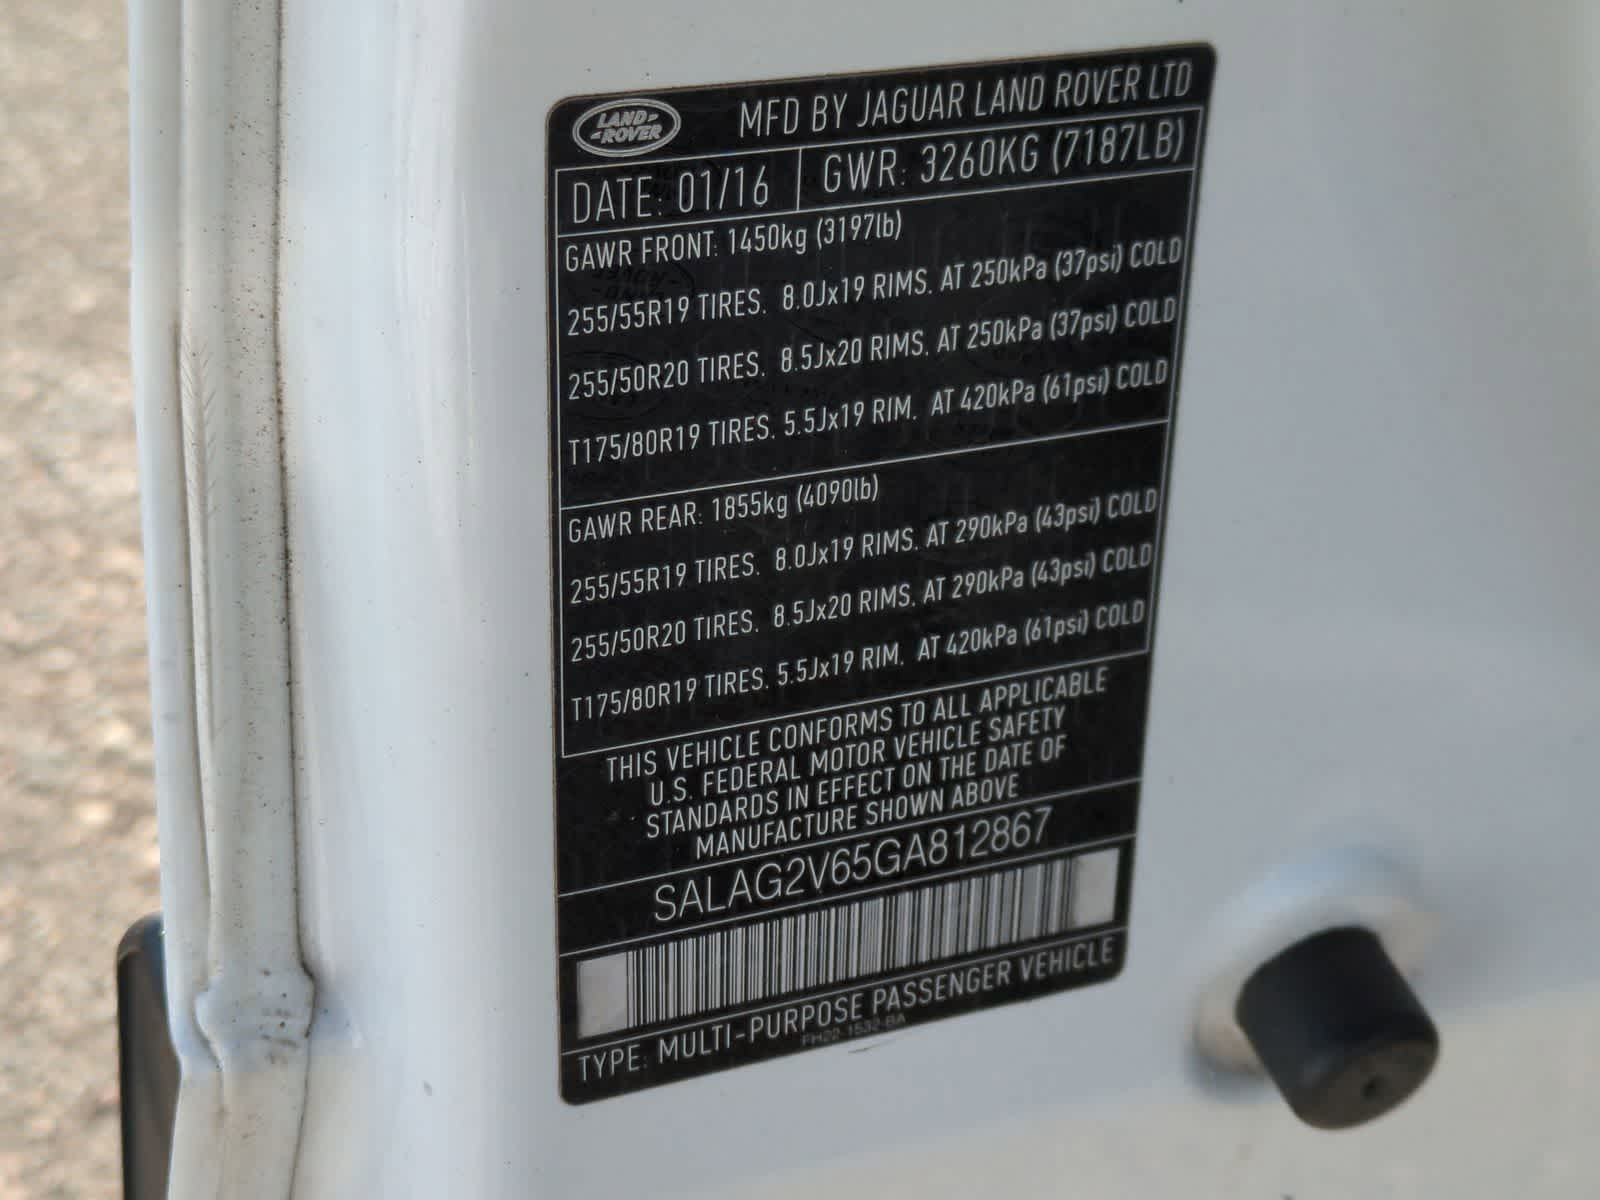 LAND-
-ROVER
MFD BY JAGUAR LAND ROVER LTD
DATE: 01/16 GWR: 3260KG (7187LB)
GAWR FRONT: 1450kg (3197lb)
255/55R19 TIRES. 8.0Jx19 RIMS. AT 250kPa (37psi) COLD
255/50R20 TIRES. 8.5Jx20 RIMS. AT 250kPa (37psi) COLD
T175/80R19 TIRES. 5.5Jx19 RIM. AT 420kPa (61psi) COLD
GAWR REAR: 1855kg (4090lb)
255/55R19 TIRES. 8.0Jx19 RIMS. AT 290kPa (43psi) COLD
255/50R20 TIRES. 8.5Jx20 RIMS. AT 290kPa (43psi) COLD
T175/80R19 TIRES. 5.5Jx19 RIM. AT 420kPa (61psi) COLD
THIS VEHICLE CONFORMS TO ALL APPLICABLE
U.S. FEDERAL MOTOR VEHICLE SAFETY
STANDARDS IN EFFECT ON THE DATE OF
MANUFACTURE SHOWN ABOVE
SALAG2V65GA812867
TYPE: MULTI-PURPOSE PASSENGER VEHICLE
FH22-1532-BA